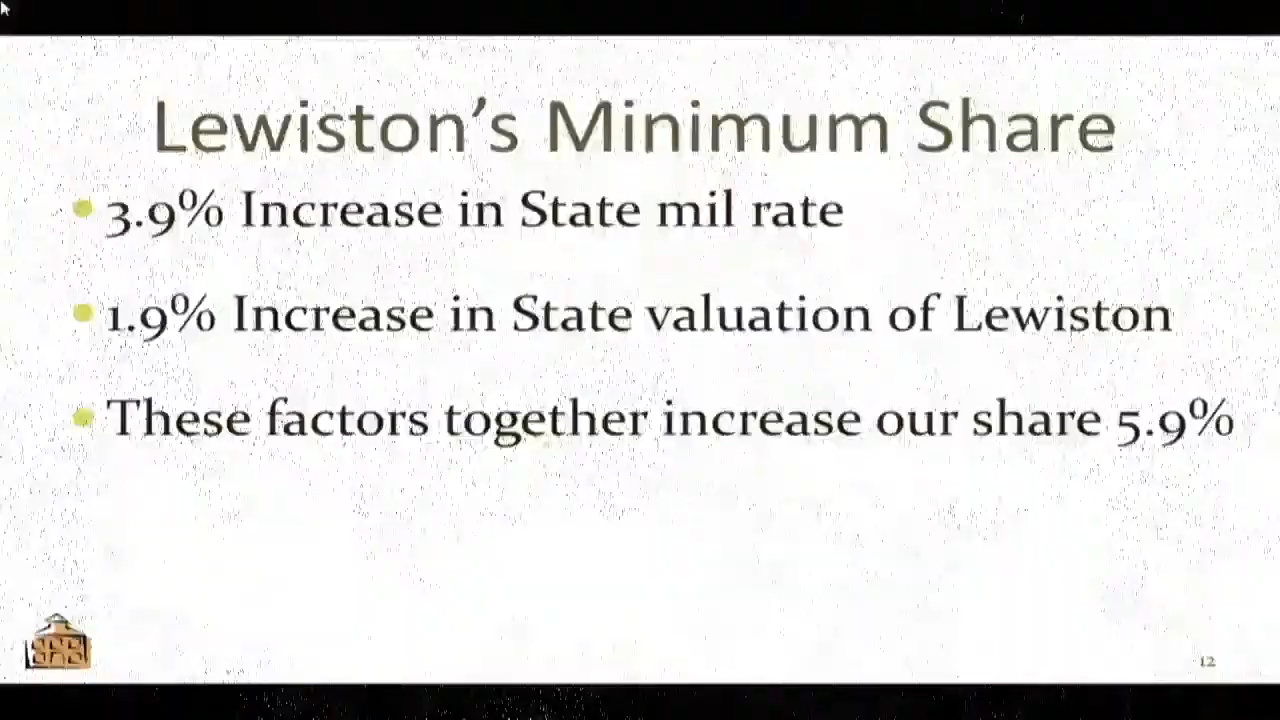 Lewiston’s Minimum Share
• 3.9% Increase in State mil rate
• 1.9% Increase in State valuation of Lewiston
• These factors together increase our share 5.9%
12